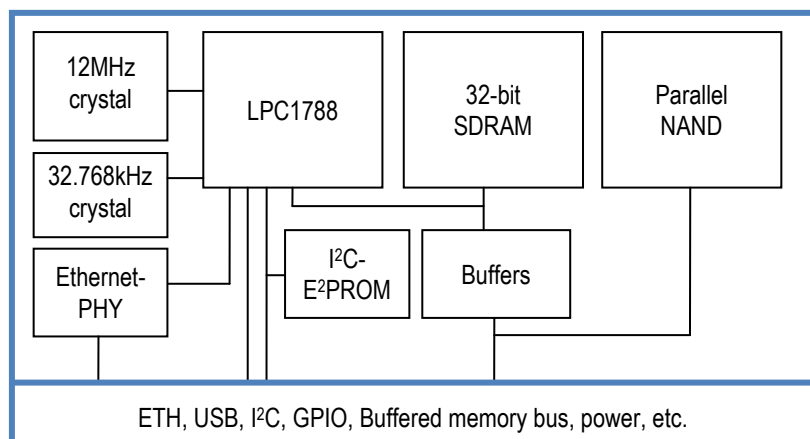 12MHz
crystal
LPC1788
32-bit
SDRAM
Parallel
NAND
32.768kHz
crystal
Ethernet-
PHY
I²C-
E²PROM
Buffers
ETH, USB, I²C, GPIO, Buffered memory bus, power, etc.